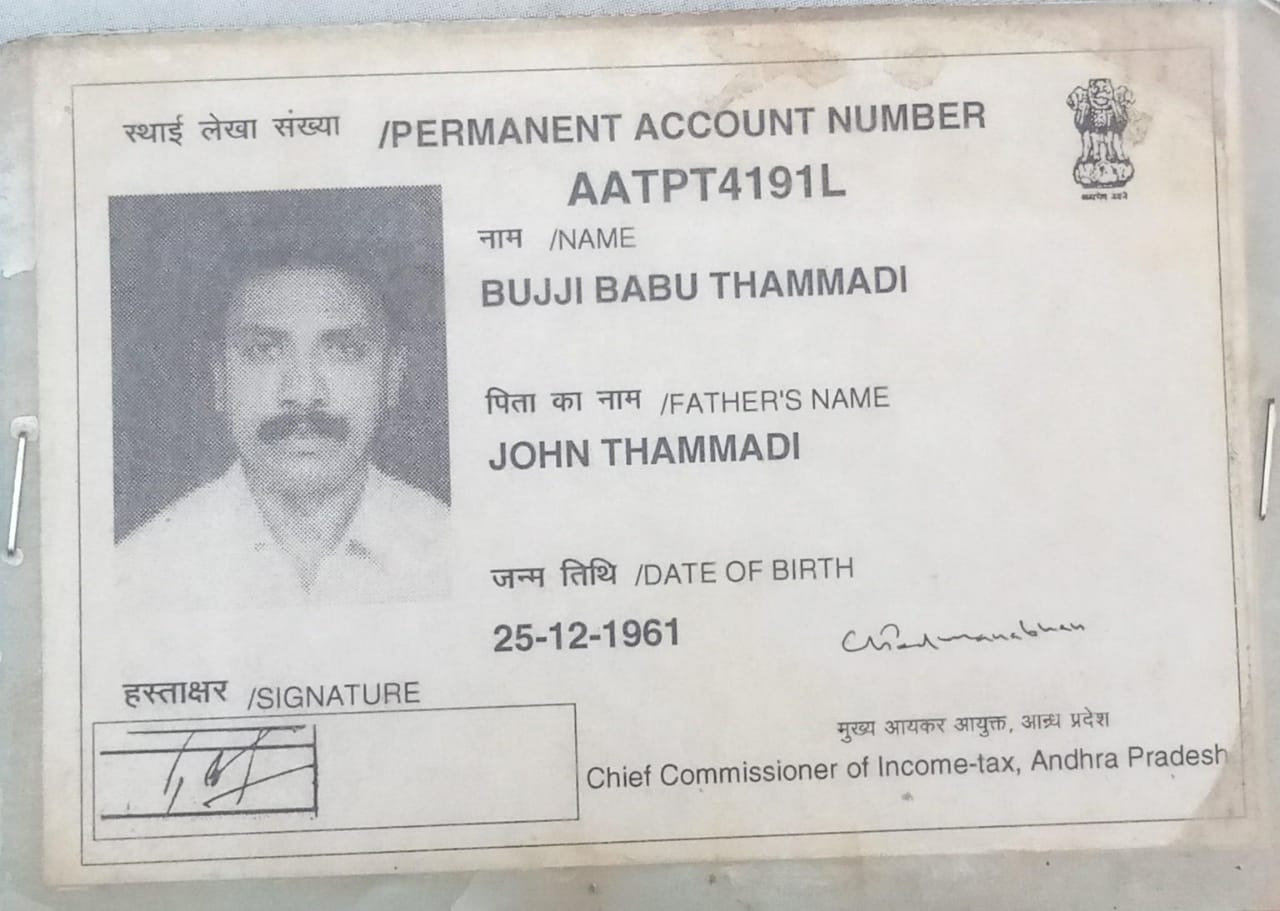 स्थाई लेखा संख्या /PERMANENT ACCOUNT NUMBER
AATPT4191L
नाम /NAME
BUJJI BABU THAMMADI
पिता का नाम /FATHER'S NAME
JOHN THAMMADI
जन्म तिथि /DATE OF BIRTH
25-12-1961
हस्ताक्षर /SIGNATURE
मुख्य आयकर आयुक्त, आन्ध्र प्रदेश
Chief Commissioner of Income-tax, Andhra Pradesh